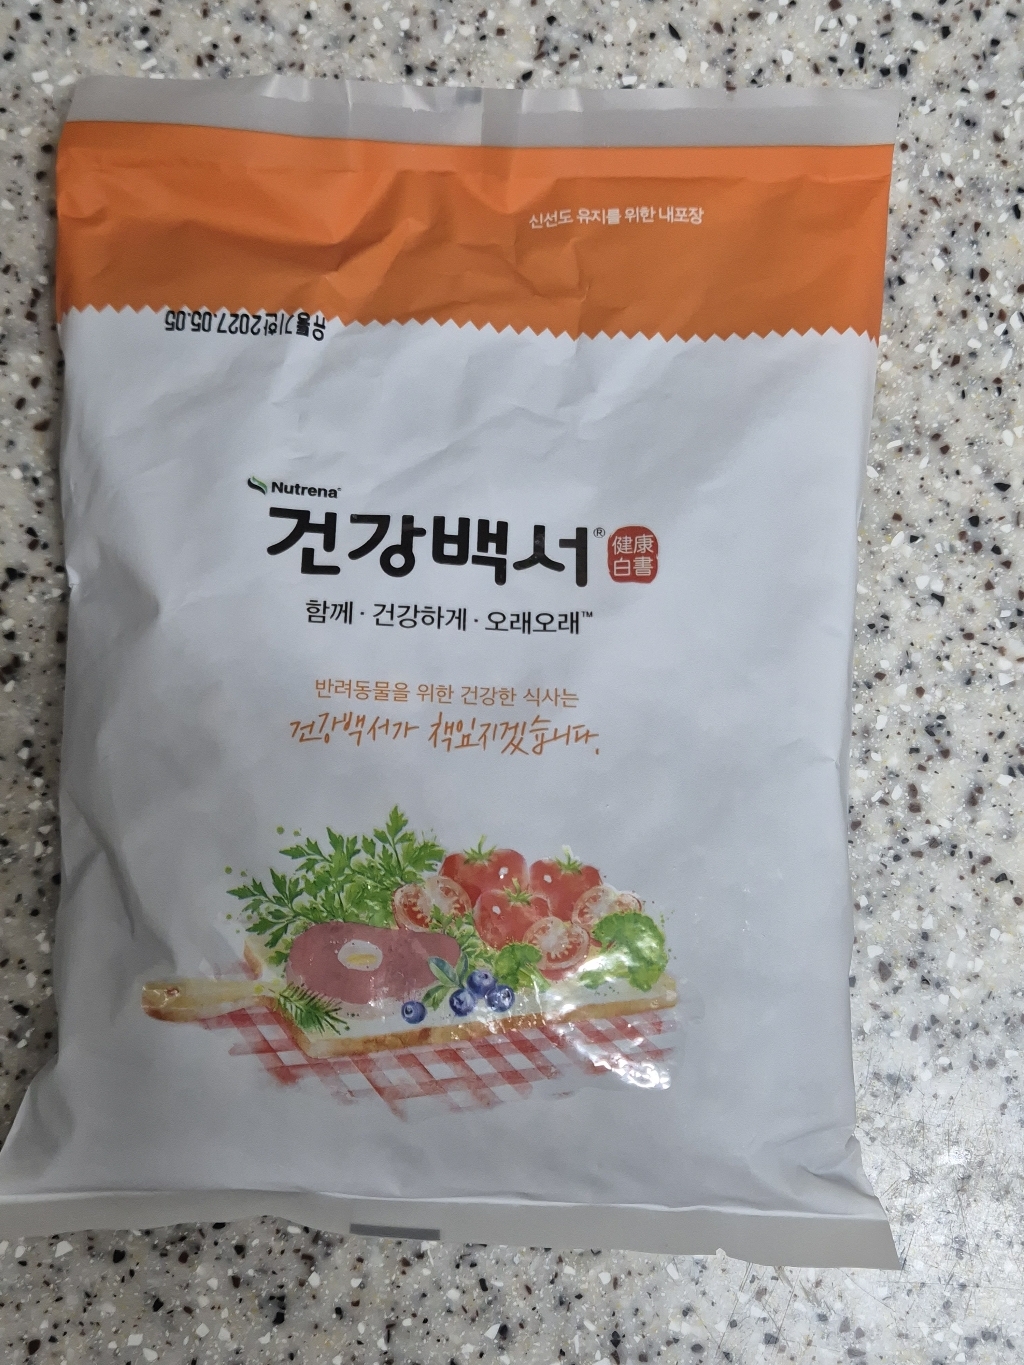 신선도 유지를 위한 내포장
유통기한2027.05.05
Nutrena
건강백서®
健康
白書
함께 · 건강하게 · 오래오래™
반려동물을 위한 건강한 식사는
건강백서가 책임지겠습니다.